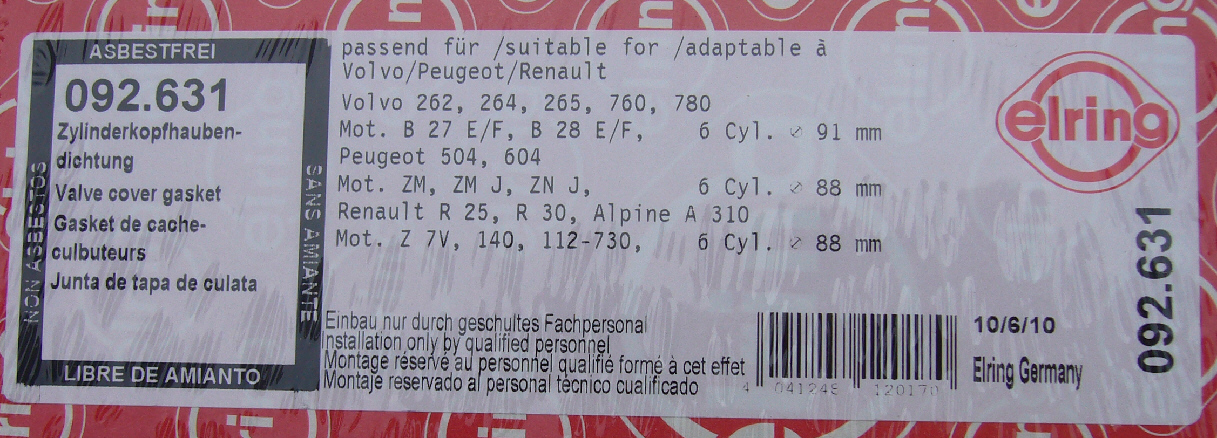 ASBESTFREI
092.631
Zylinderkopfhauben-
dichtung
Valve cover gasket
Gasket de cache-
culbuteurs
Junta de tapa de culata
NON ASBESTOS
SANS AMIANTE
LIBRE DE AMIANTO
passend für /suitable for /adaptable à
Volvo/Peugeot/Renault
Volvo 262, 264, 265, 760, 780
Mot. B 27 E/F, B 28 E/F, 6 Cyl. ⌀ 91 mm
Peugeot 504, 604
Mot. ZM, ZM J, ZN J, 6 Cyl. ⌀ 88 mm
Renault R 25, R 30, Alpine A 310
Mot. Z 7V, 140, 112-730, 6 Cyl. ⌀ 88 mm
Einbau nur durch geschultes Fachpersonal
Installation only by qualified personnel
Montage réservé au personnel qualifié formé à cet effet
Montaje reservado al personal técnico cualificado
4 041248 120170
10/6/10
Elring Germany
elring
092.631